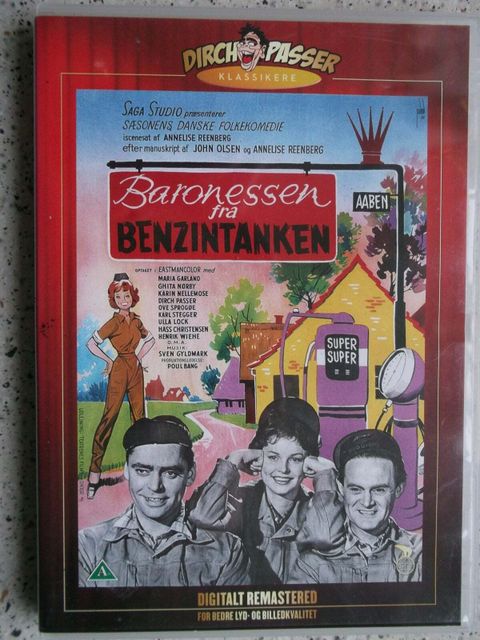 DIRCH PASSER
KLASSIKERE
SAGA STUDIO præsenterer
SÆSONENS DANSKE FOLKEKOMEDIE
iscenesat af ANNELISE REENBERG
efter manuskript af JOHN OLSEN og ANNELISE REENBERG
Baronessen
fra
BENZINTANKEN
AABEN
OPTAGET I EASTMANCOLOR med
MARIA GARLAND
GHITA NØRBY
KARIN NELLEMOSE
DIRCH PASSER
OVE SPROGØE
KARL STEGGER
ULLA LOCK
HASS CHRISTENSEN
HENRIK WIEHE
O.M.A.
MUSIK:
SVEN GYLDMARK
PRODUKTIONSLEDELSE:
POUL BANG
SUPER
SUPER
A
DIGITALT REMASTERED
FOR BEDRE LYD- OG BILLEDKVALITET